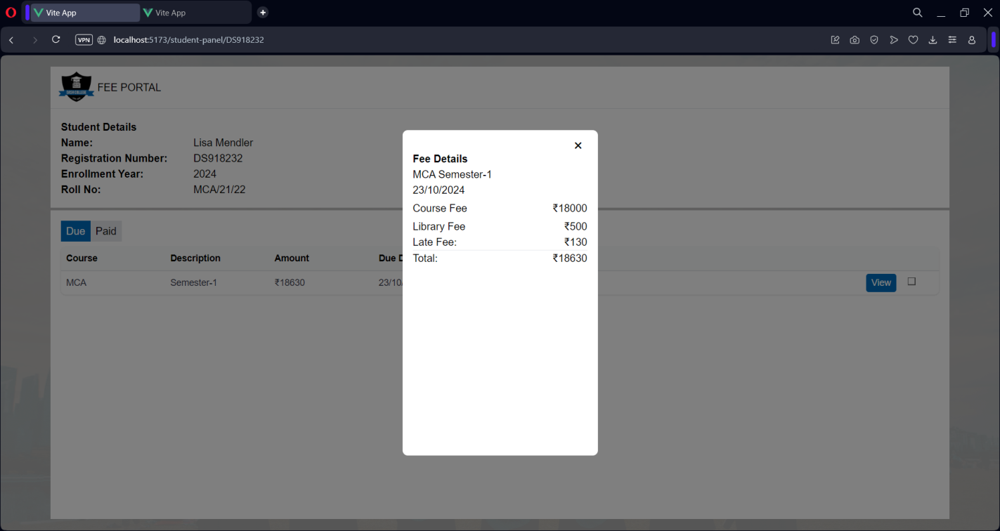 Vite App
Vite App
VPN
localhost:5173/student-panel/DS918232
FEE PORTAL
Student Details
Name: Lisa Mendler
Registration Number: DS918232
Enrollment Year: 2024
Roll No: MCA/21/22
Due Paid
Course Description Amount Due D
MCA Semester-1 ₹18630 23/10/ View
Fee Details
MCA Semester-1
23/10/2024
Course Fee ₹18000
Library Fee ₹500
Late Fee: ₹130
Total: ₹18630